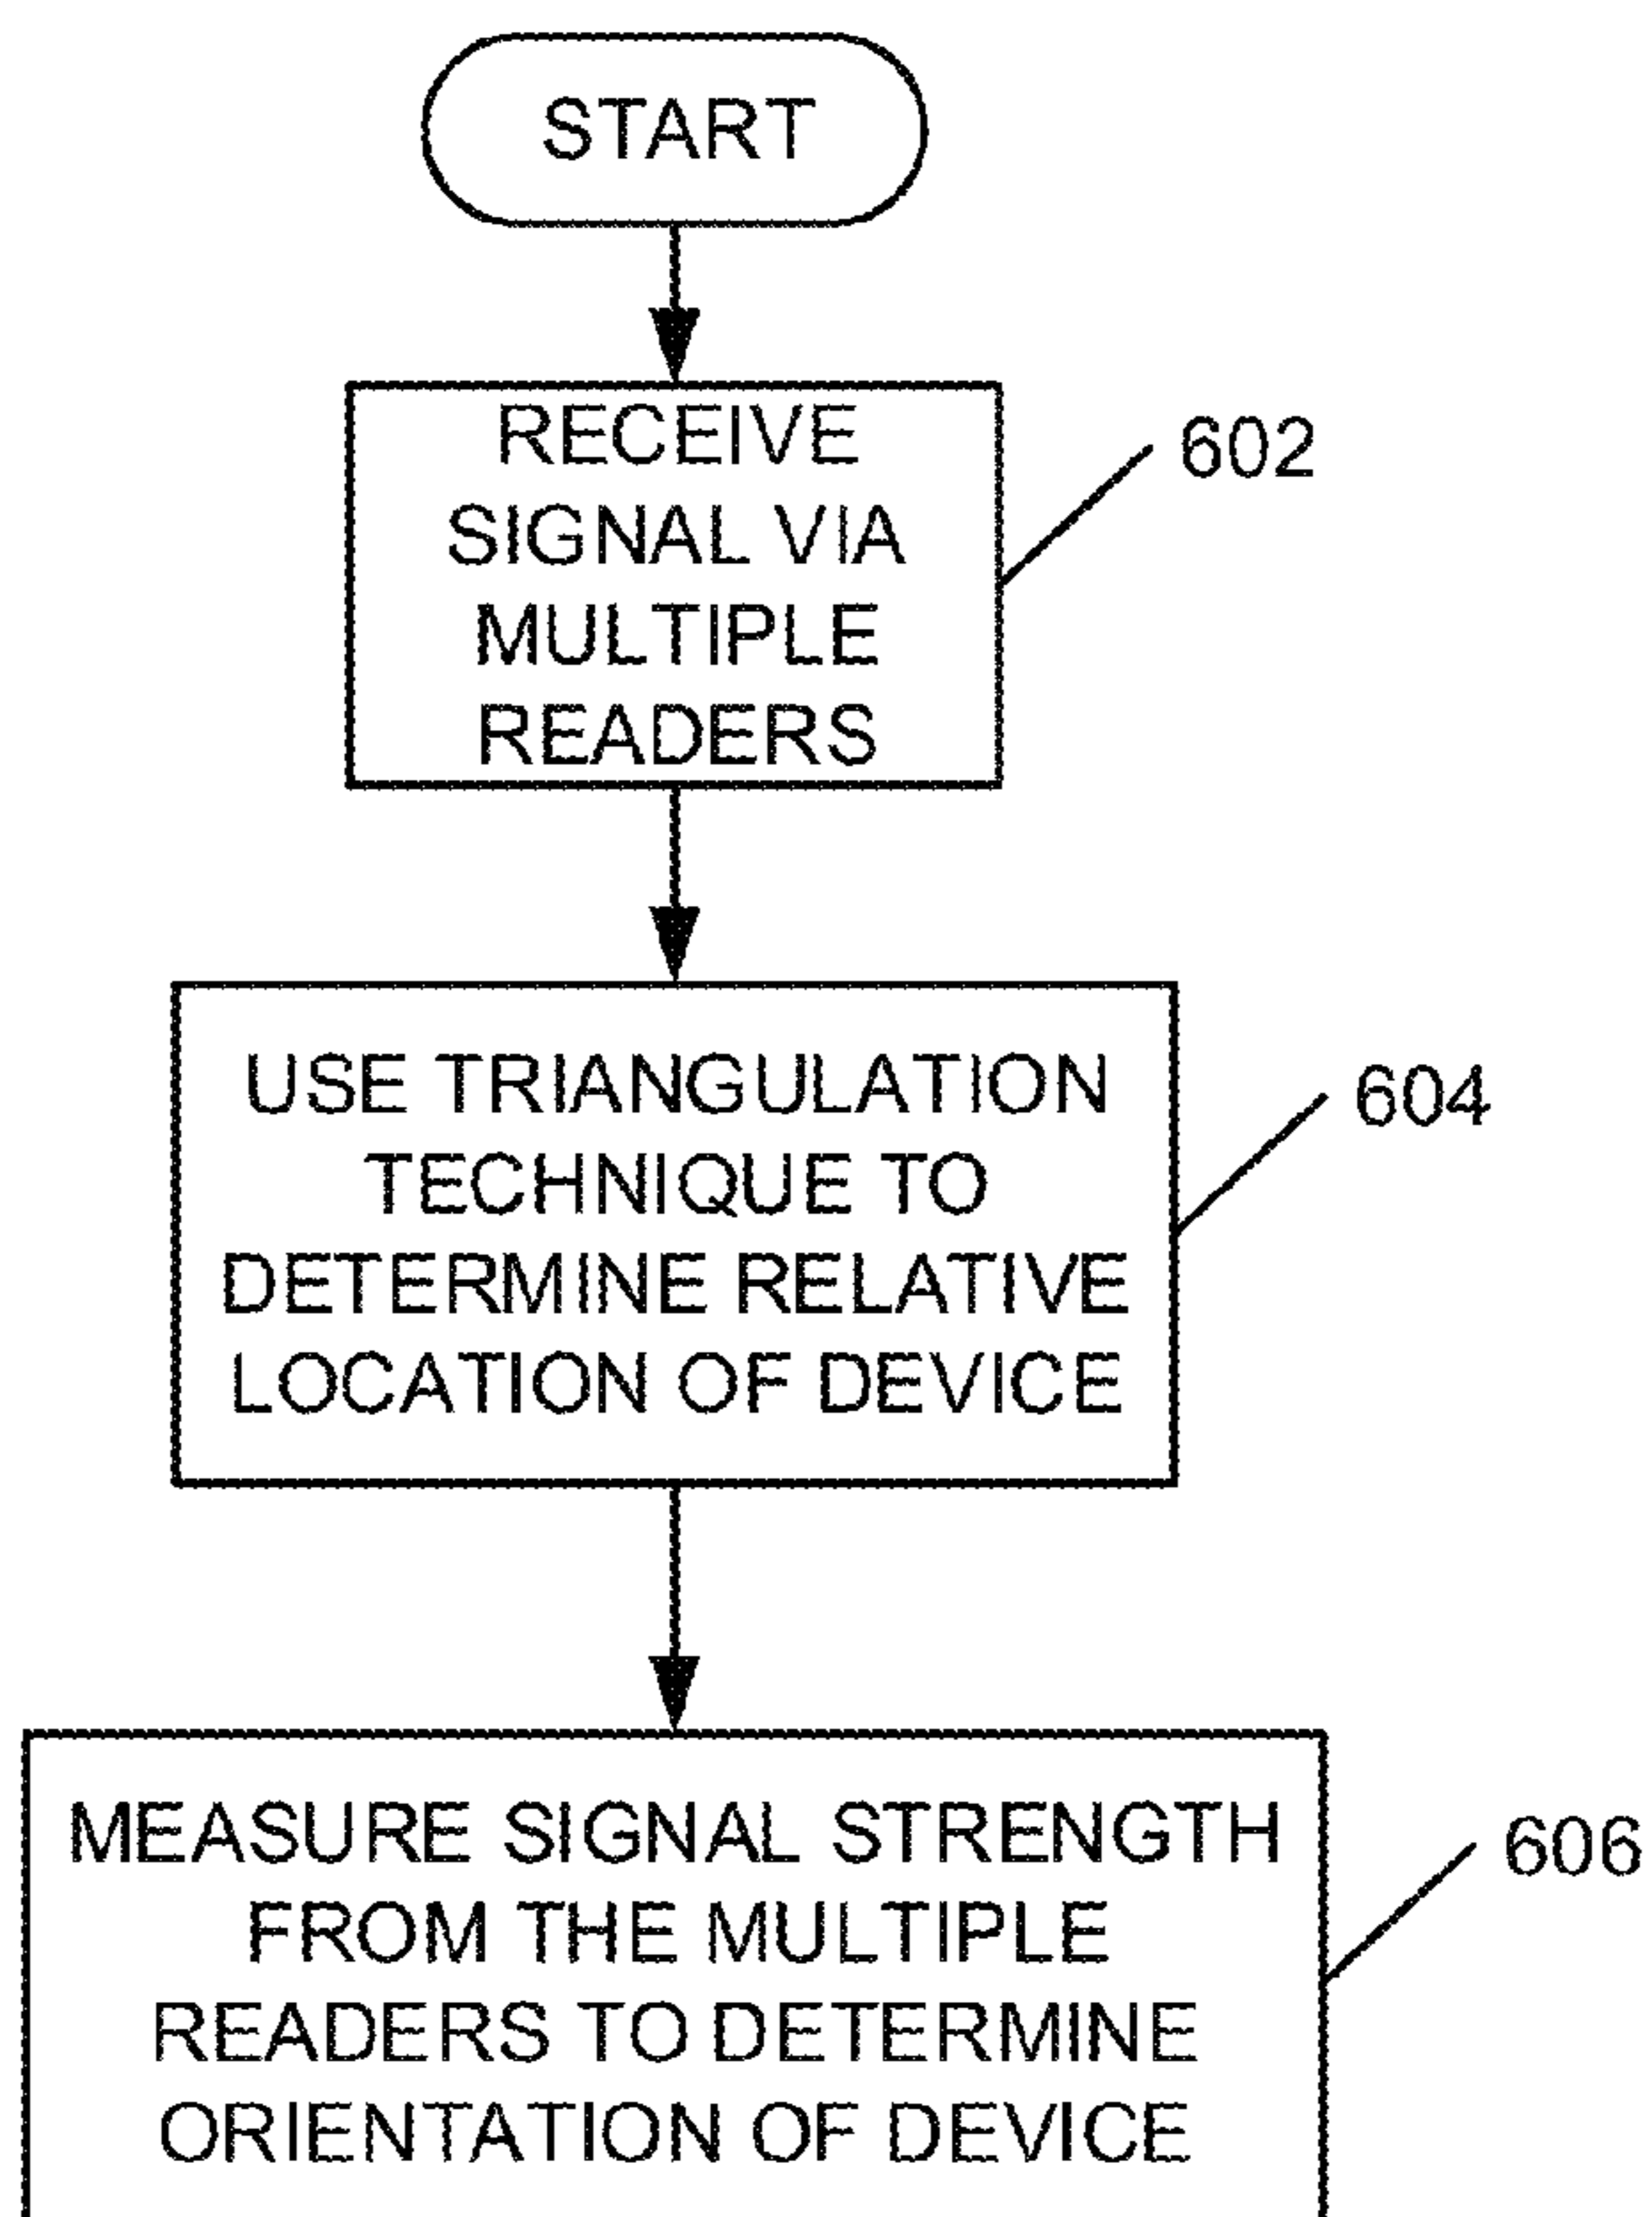 START
RECEIVE
SIGNAL VIA
MULTIPLE
READERS
602
USE TRIANGULATION
TECHNIQUE TO
DETERMINE RELATIVE
LOCATION OF DEVICE
604
MEASURE SIGNAL STRENGTH
FROM THE MULTIPLE
READERS TO DETERMINE
ORIENTATION OF DEVICE
606